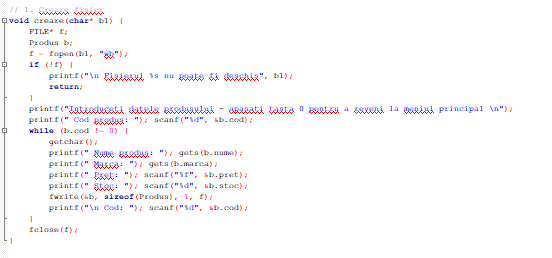 // 1. Creare fisier
void creare(char* b1) {
FILE* f;
Produs b;
f = fopen(b1, "wb");
if (!f) {
printf("\n Fisierul %s nu poate fi deschis", b1);
return;
}
printf("Introduceti datele produsului - apasati tasta 0 pentru a reveni la meniul principal \n");
printf(" Cod produs: "); scanf("%d", &b.cod);
while (b.cod != 0) {
getchar();
printf(" Nume produs: "); gets(b.nume);
printf(" Marca: "); gets(b.marca);
printf(" Pret: "); scanf("%f", &b.pret);
printf(" Stoc: "); scanf("%d", &b.stoc);
fwrite(&b, sizeof(Produs), 1, f);
printf("\n Cod: "); scanf("%d", &b.cod);
}
fclose(f);
}